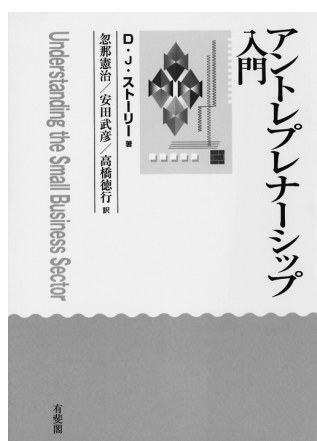 アントレプレナーシップ
入門
D・J・ストーリー 著
忽那憲治/安田武彦/高橋徳行 訳
Understanding the Small Business Sector
有斐閣